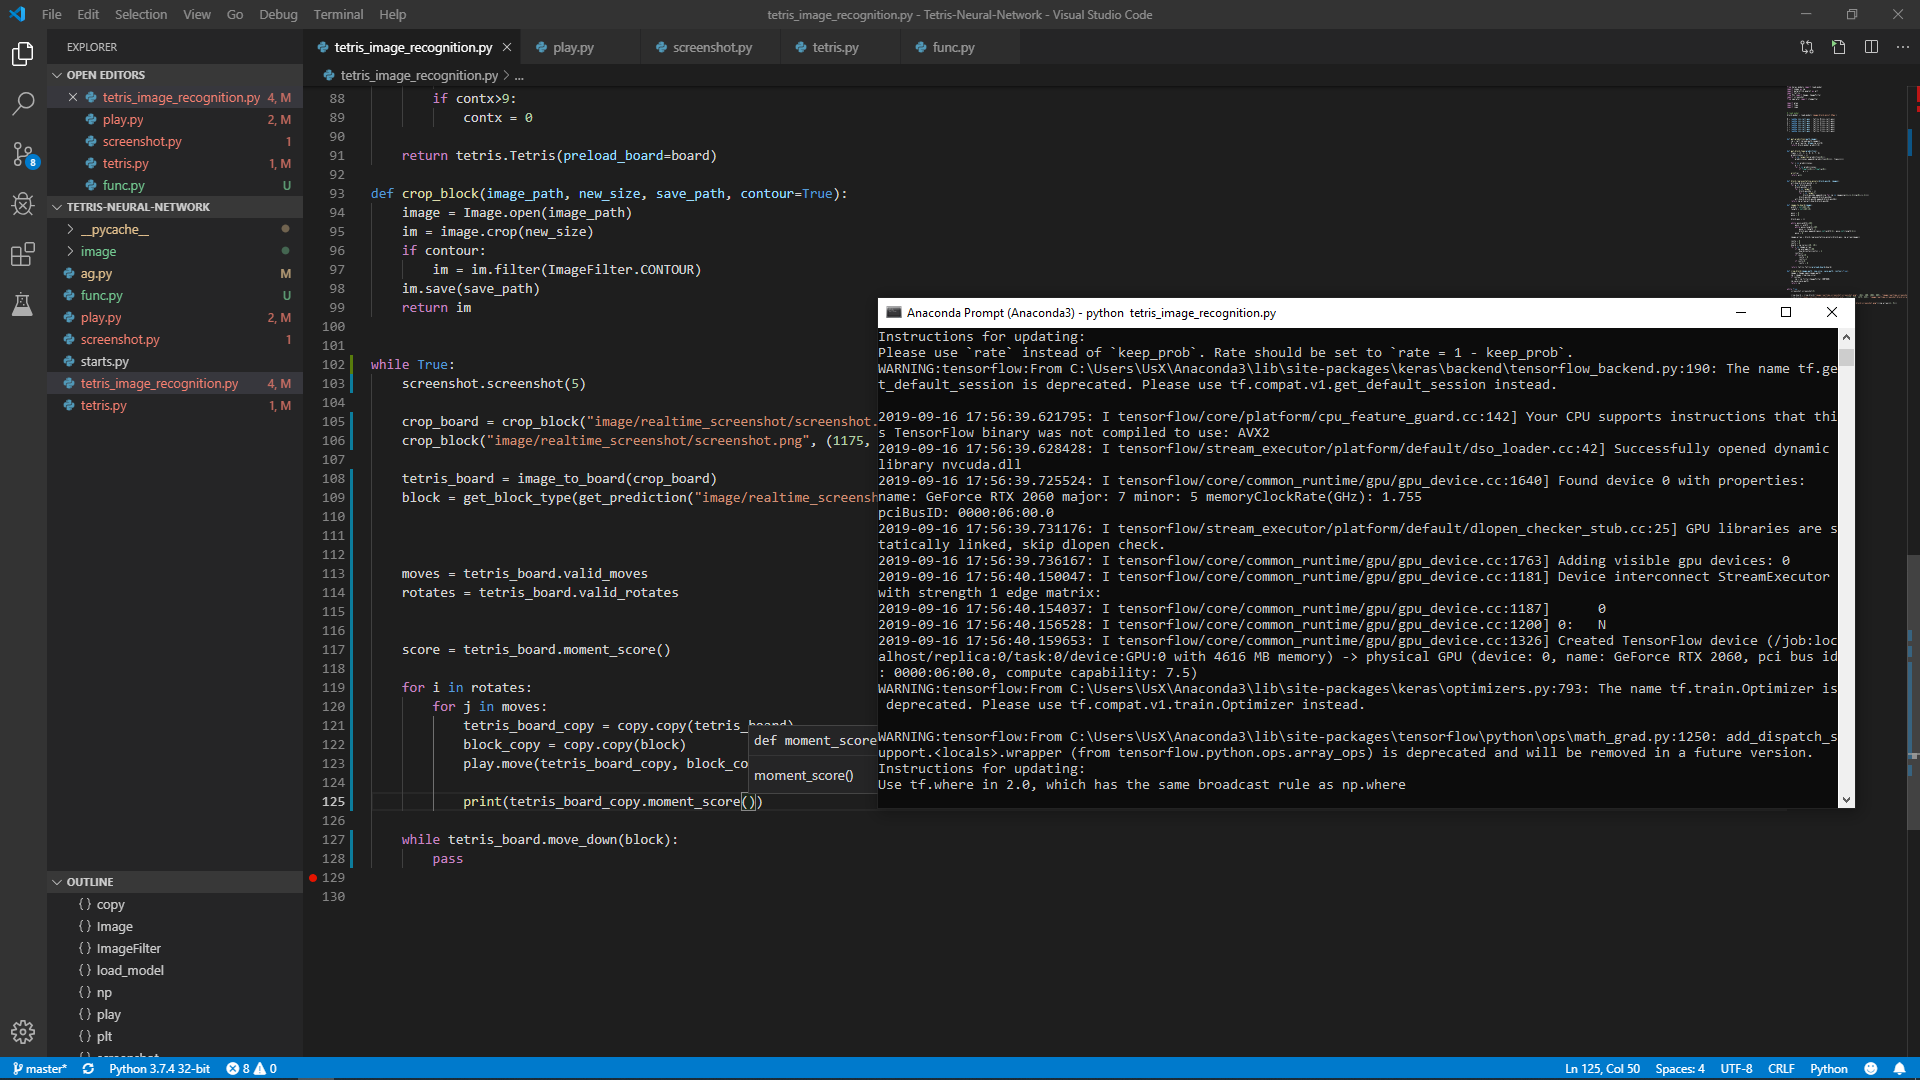 File Edit Selection View Go Debug Terminal Help
tetris_image_recognition.py - Tetris-Neural-Network - Visual Studio Code
EXPLORER
OPEN EDITORS
tetris_image_recognition.py 4, M
play.py 2, M
screenshot.py 1
tetris.py 1, M
func.py U
TETRIS-NEURAL-NETWORK
__pycache__
image
ag.py M
func.py U
play.py 2, M
screenshot.py 1
starts.py
tetris_image_recognition.py 4, M
tetris.py 1, M
OUTLINE
{} copy
{} Image
{} ImageFilter
{} load_model
{} np
{} play
{} plt
8
tetris_image_recognition.py play.py screenshot.py tetris.py func.py
tetris_image_recognition.py > ...
88 if contx>9:
89 contx = 0
90
91 return tetris.Tetris(preload_board=board)
92
93 def crop_block(image_path, new_size, save_path, contour=True):
94 image = Image.open(image_path)
95 im = image.crop(new_size)
96 if contour:
97 im = im.filter(ImageFilter.CONTOUR)
98 im.save(save_path)
99 return im
100
101
102 while True:
103 screenshot.screenshot(5)
104
105 crop_board = crop_block("image/realtime_screenshot/screenshot.
106 crop_block("image/realtime_screenshot/screenshot.png", (1175,
107
108 tetris_board = image_to_board(crop_board)
109 block = get_block_type(get_prediction("image/realtime_screensh
110
111
112
113 moves = tetris_board.valid_moves
114 rotates = tetris_board.valid_rotates
115
116
117 score = tetris_board.moment_score()
118
119 for i in rotates:
120 for j in moves:
121 tetris_board_copy = copy.copy(tetris_board)
122 block_copy = copy.copy(block)
123 play.move(tetris_board_copy, block_co
124
125 print(tetris_board_copy.moment_score())
126
127 while tetris_board.move_down(block):
128 pass
129
130
def moment_score
moment_score()
Anaconda Prompt (Anaconda3) - python tetris_image_recognition.py
Instructions for updating:
Please use `rate` instead of `keep_prob`. Rate should be set to `rate = 1 - keep_prob`.
WARNING:tensorflow:From C:\Users\UsX\Anaconda3\lib\site-packages\keras\backend\tensorflow_backend.py:190: The name tf.ge
t_default_session is deprecated. Please use tf.compat.v1.get_default_session instead.
2019-09-16 17:56:39.621795: I tensorflow/core/platform/cpu_feature_guard.cc:142] Your CPU supports instructions that thi
s TensorFlow binary was not compiled to use: AVX2
2019-09-16 17:56:39.628428: I tensorflow/stream_executor/platform/default/dso_loader.cc:42] Successfully opened dynamic
library nvcuda.dll
2019-09-16 17:56:39.725524: I tensorflow/core/common_runtime/gpu/gpu_device.cc:1640] Found device 0 with properties:
name: GeForce RTX 2060 major: 7 minor: 5 memoryClockRate(GHz): 1.755
pciBusID: 0000:06:00.0
2019-09-16 17:56:39.731176: I tensorflow/stream_executor/platform/default/dlopen_checker_stub.cc:25] GPU libraries are s
tatically linked, skip dlopen check.
2019-09-16 17:56:39.736167: I tensorflow/core/common_runtime/gpu/gpu_device.cc:1763] Adding visible gpu devices: 0
2019-09-16 17:56:40.150047: I tensorflow/core/common_runtime/gpu/gpu_device.cc:1181] Device interconnect StreamExecutor
with strength 1 edge matrix:
2019-09-16 17:56:40.154037: I tensorflow/core/common_runtime/gpu/gpu_device.cc:1187] 0
2019-09-16 17:56:40.156528: I tensorflow/core/common_runtime/gpu/gpu_device.cc:1200] 0: N
2019-09-16 17:56:40.159653: I tensorflow/core/common_runtime/gpu/gpu_device.cc:1326] Created TensorFlow device (/job:loc
alhost/replica:0/task:0/device:GPU:0 with 4616 MB memory) -> physical GPU (device: 0, name: GeForce RTX 2060, pci bus id
: 0000:06:00.0, compute capability: 7.5)
WARNING:tensorflow:From C:\Users\UsX\Anaconda3\lib\site-packages\keras\optimizers.py:793: The name tf.train.Optimizer is
deprecated. Please use tf.compat.v1.train.Optimizer instead.
WARNING:tensorflow:From C:\Users\UsX\Anaconda3\lib\site-packages\tensorflow\python\ops\math_grad.py:1250: add_dispatch_s
upport.<locals>.wrapper (from tensorflow.python.ops.array_ops) is deprecated and will be removed in a future version.
Instructions for updating:
Use tf.where in 2.0, which has the same broadcast rule as np.where
master* Python 3.7.4 32-bit 8 0 Ln 125, Col 50 Spaces: 4 UTF-8 CRLF Python